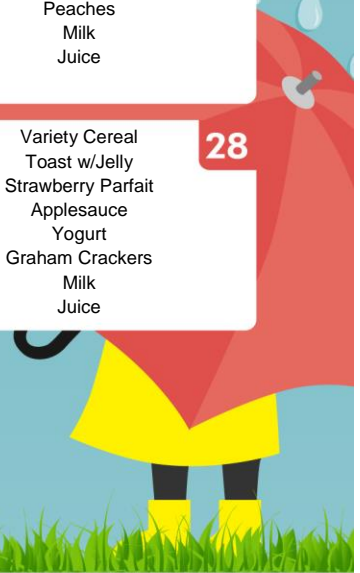 Peaches
Milk
Juice
28
Variety Cereal
Toast w/Jelly
Strawberry Parfait
Applesauce
Yogurt
Graham Crackers
Milk
Juice